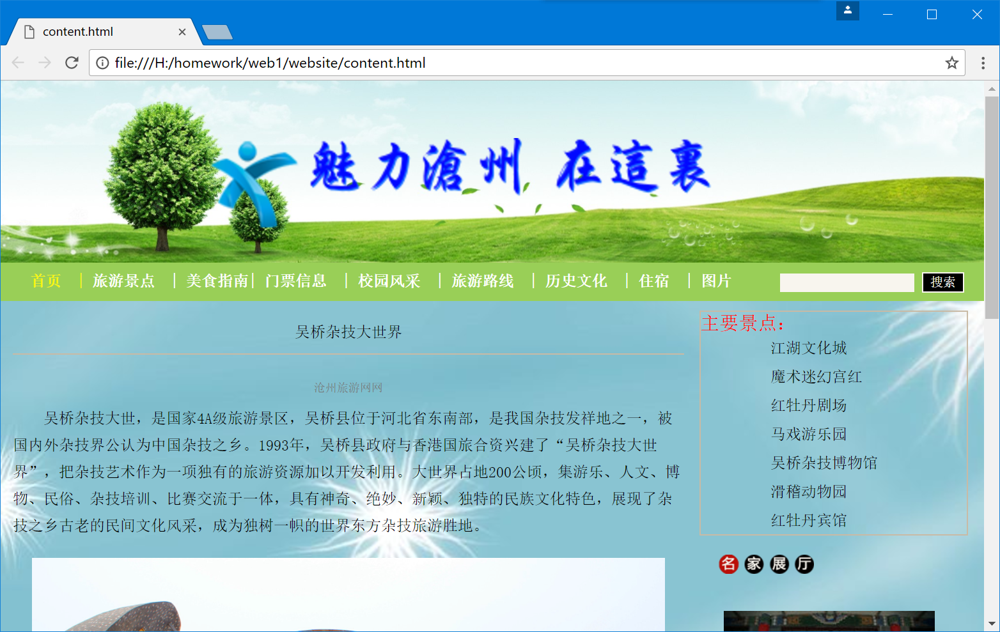 content.html
file:///H:/homework/web1/website/content.html
魅力滄州 在這裏
首页 | 旅游景点 | 美食指南| 门票信息 | 校园风采 | 旅游路线 | 历史文化 | 住宿 | 图片
搜索
吴桥杂技大世界
沧州旅游网网
吴桥杂技大世，是国家4A级旅游景区，吴桥县位于河北省东南部，是我国杂技发祥地之一，被
国内外杂技界公认为中国杂技之乡。1993年，吴桥县政府与香港国旅合资兴建了“吴桥杂技大世
界”，把杂技艺术作为一项独有的旅游资源加以开发利用。大世界占地200公顷，集游乐、人文、博
物、民俗、杂技培训、比赛交流于一体，具有神奇、绝妙、新颖、独特的民族文化特色，展现了杂
技之乡古老的民间文化风采，成为独树一帜的世界东方杂技旅游胜地。
主要景点：
江湖文化城
魔术迷幻宫红
红牡丹剧场
马戏游乐园
吴桥杂技博物馆
滑稽动物园
红牡丹宾馆
名家展厅